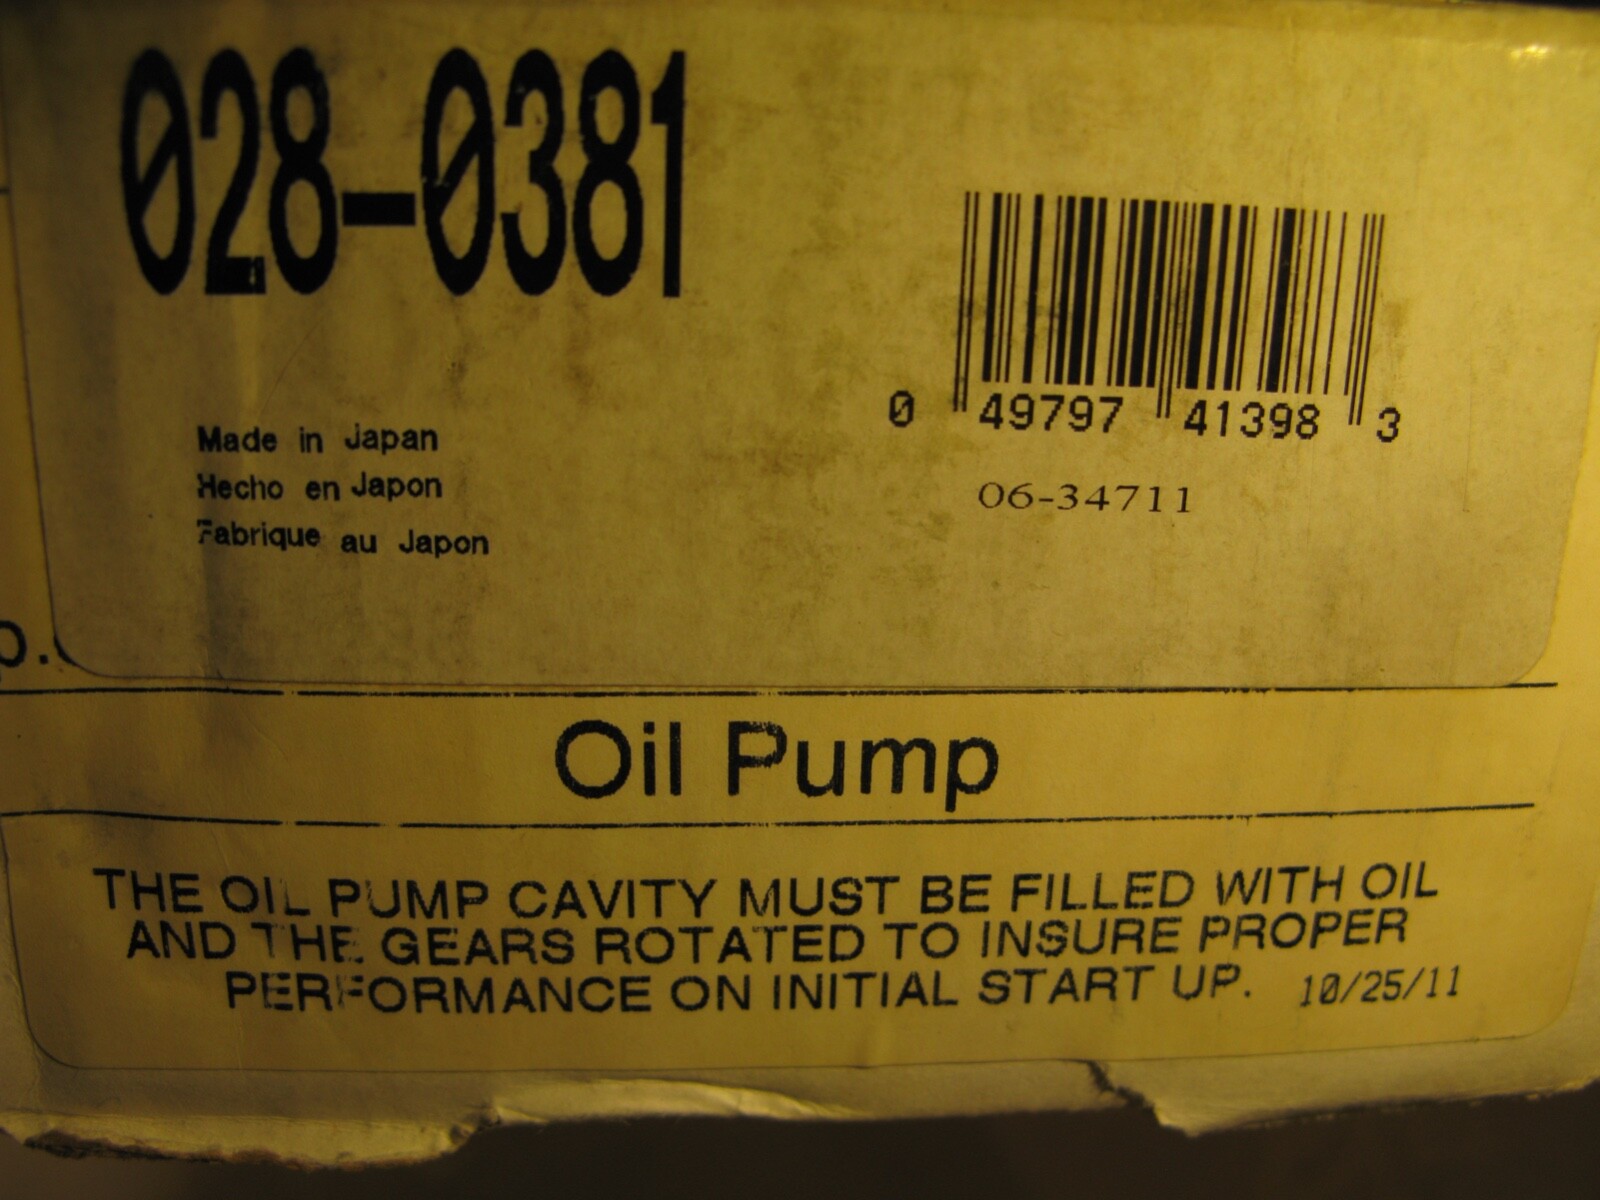 028-0381
0 49797 41398 3
Made in Japan
Hecho en Japon
Fabrique au Japon
06-34711
p.
Oil Pump
THE OIL PUMP CAVITY MUST BE FILLED WITH OIL
AND THE GEARS ROTATED TO INSURE PROPER
PERFORMANCE ON INITIAL START UP. 10/25/11